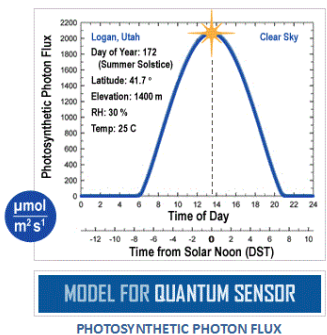 2200
2000
1800
1600
1400
1200
1000
800
600
400
200
0
Photosynthetic Photon Flux
Logan, Utah
Clear Sky
Day of Year: 172
(Summer Solstice)
Latitude: 41.7 °
Elevation: 1400 m
RH: 30 %
Temp: 25 C
µmol
m² s¹
0 2 4 6 8 10 12 14 16 18 20 22 24
Time of Day
-12 -10 -8 -6 -4 -2 0 2 4 6 8 10
Time from Solar Noon (DST)
MODEL FOR QUANTUM SENSOR
PHOTOSYNTHETIC PHOTON FLUX